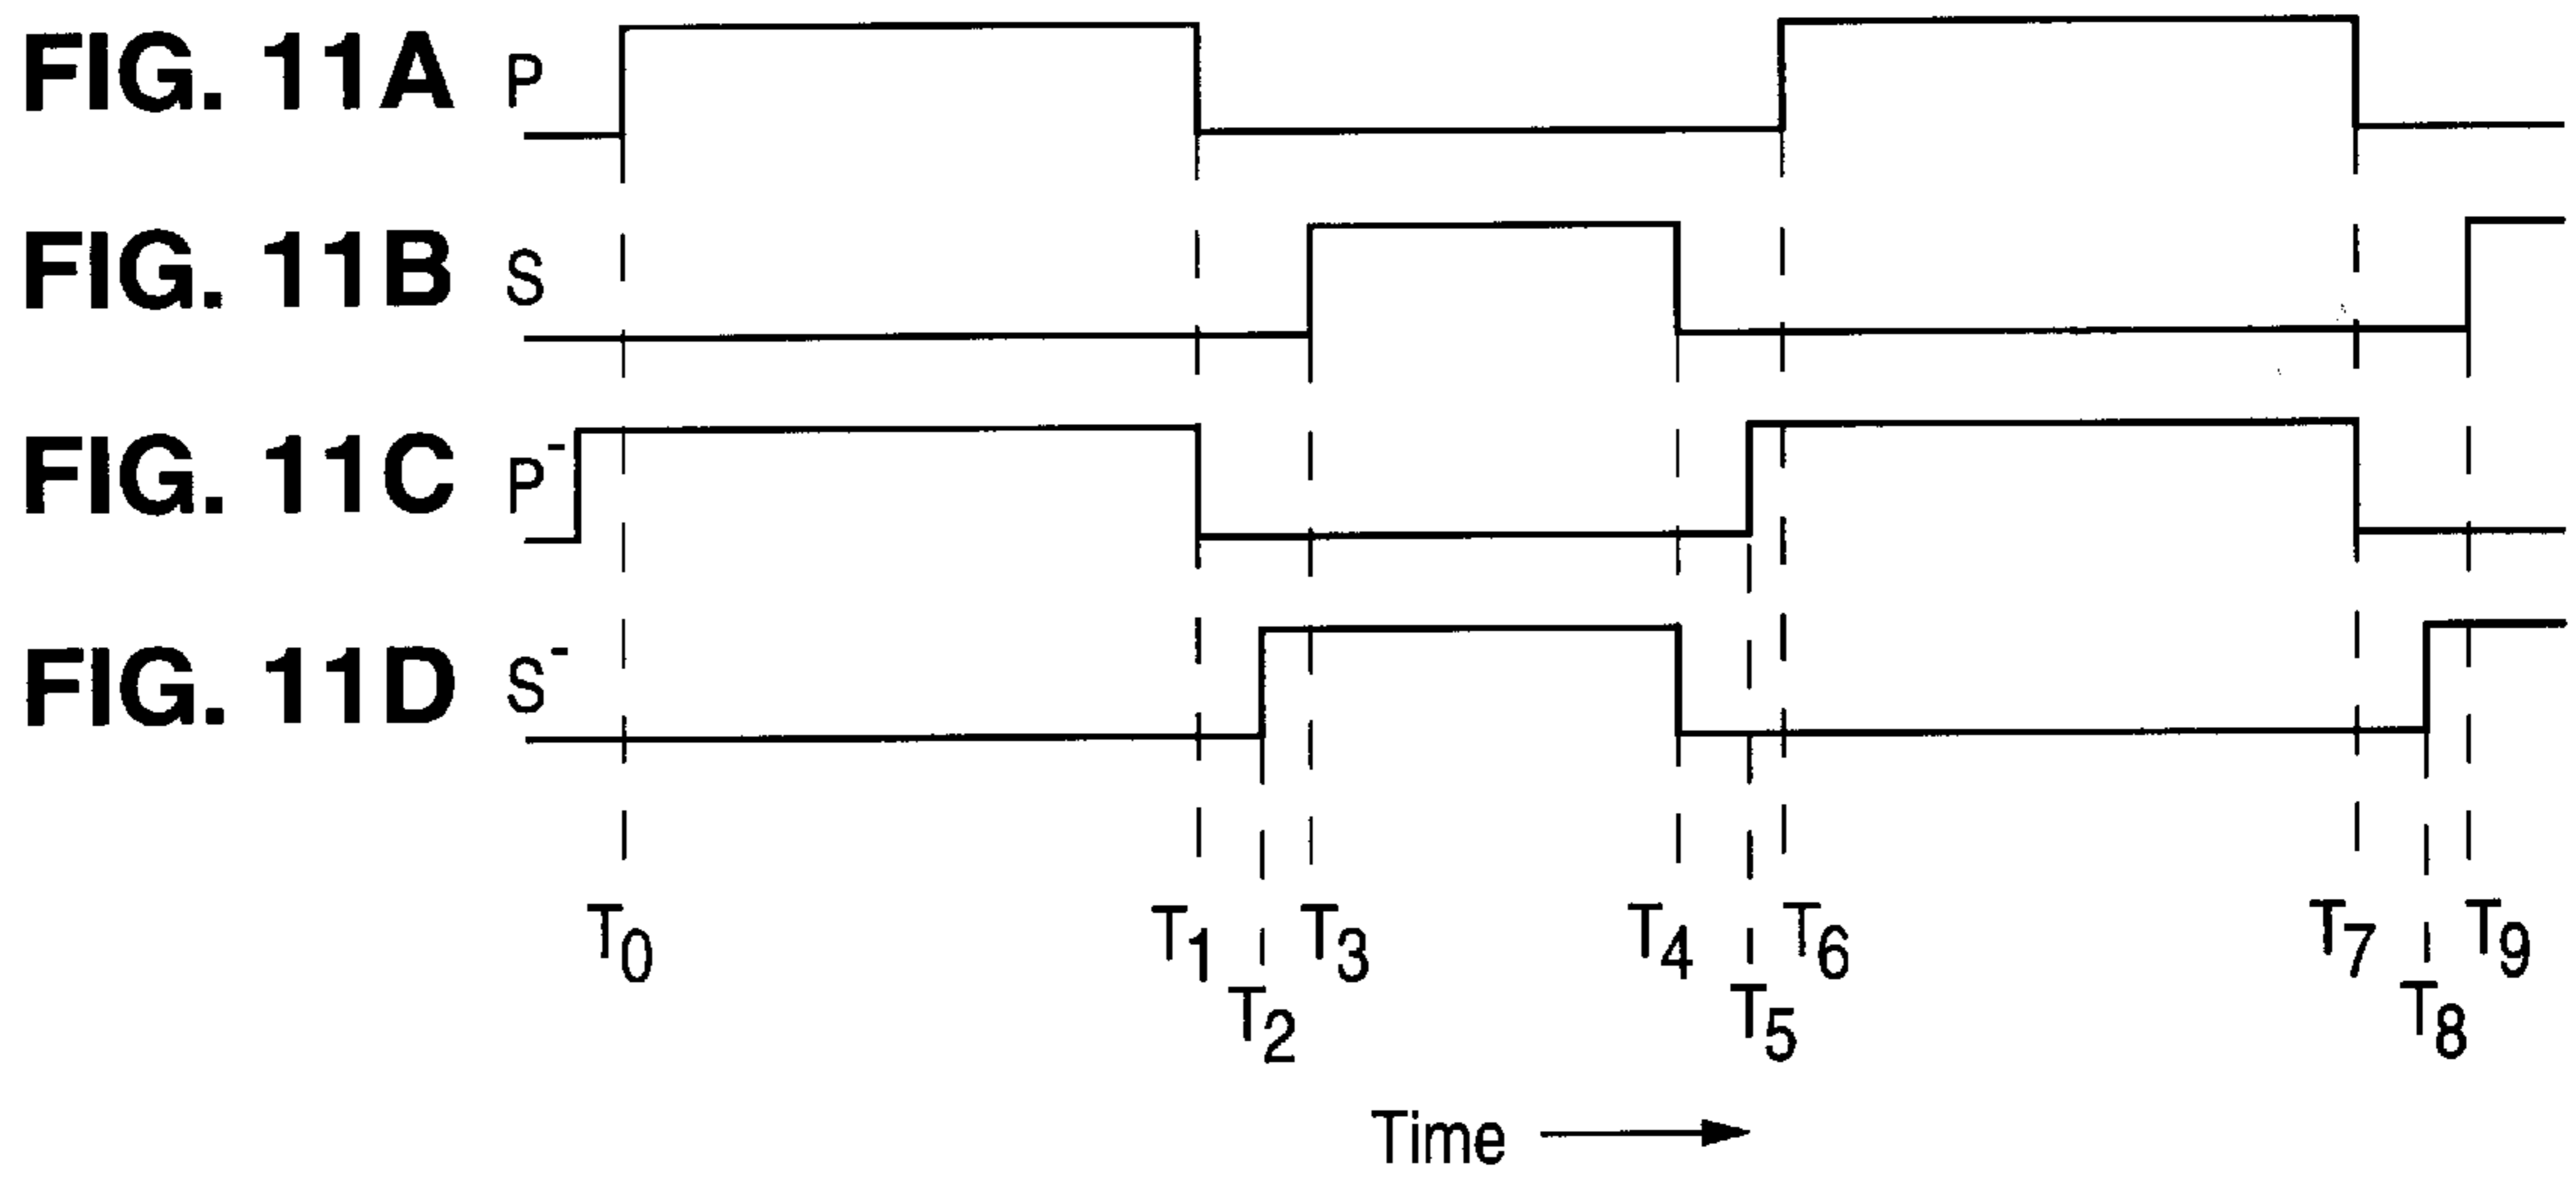 FIG. 11A P
FIG. 11B S
FIG. 11C P⁻
FIG. 11D S⁻
T₀ T₁ T₃ T₄ T₆ T₇ T₉
T₂ T₅ T₈
Time